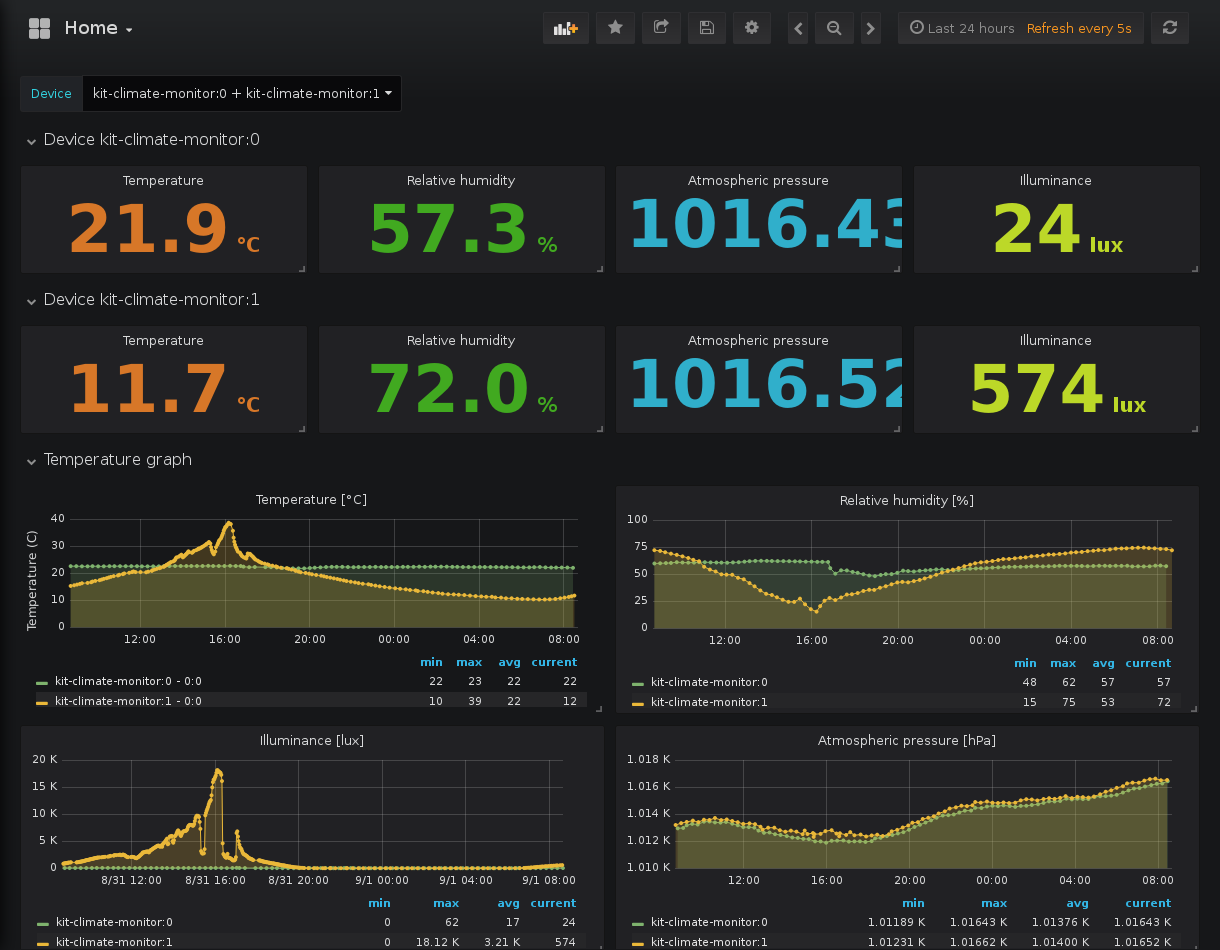 Home
Last 24 hours Refresh every 5s
Device kit-climate-monitor:0 + kit-climate-monitor:1
Device kit-climate-monitor:0
Temperature Relative humidity Atmospheric pressure Illuminance
21.9 °C 57.3 % 1016.43 24 lux
Device kit-climate-monitor:1
Temperature Relative humidity Atmospheric pressure Illuminance
11.7 °C 72.0 % 1016.52 574 lux
Temperature graph
Temperature [°C]
Temperature (C)
40
30
20
10
0
12:00 16:00 20:00 00:00 04:00 08:00
min max avg current
kit-climate-monitor:0 - 0:0 22 23 22 22
kit-climate-monitor:1 - 0:0 10 39 22 12
Relative humidity [%]
100
75
50
25
0
12:00 16:00 20:00 00:00 04:00 08:00
min max avg current
kit-climate-monitor:0 48 62 57 57
kit-climate-monitor:1 15 75 53 72
Illuminance [lux]
20 K
15 K
10 K
5 K
0
8/31 12:00 8/31 16:00 8/31 20:00 9/1 00:00 9/1 04:00 9/1 08:00
min max avg current
kit-climate-monitor:0 0 62 17 24
kit-climate-monitor:1 0 18.12 K 3.21 K 574
Atmospheric pressure [hPa]
1.018 K
1.016 K
1.014 K
1.012 K
1.010 K
12:00 16:00 20:00 00:00 04:00 08:00
min max avg current
kit-climate-monitor:0 1.01189 K 1.01643 K 1.01376 K 1.01643 K
kit-climate-monitor:1 1.01231 K 1.01662 K 1.01400 K 1.01652 K